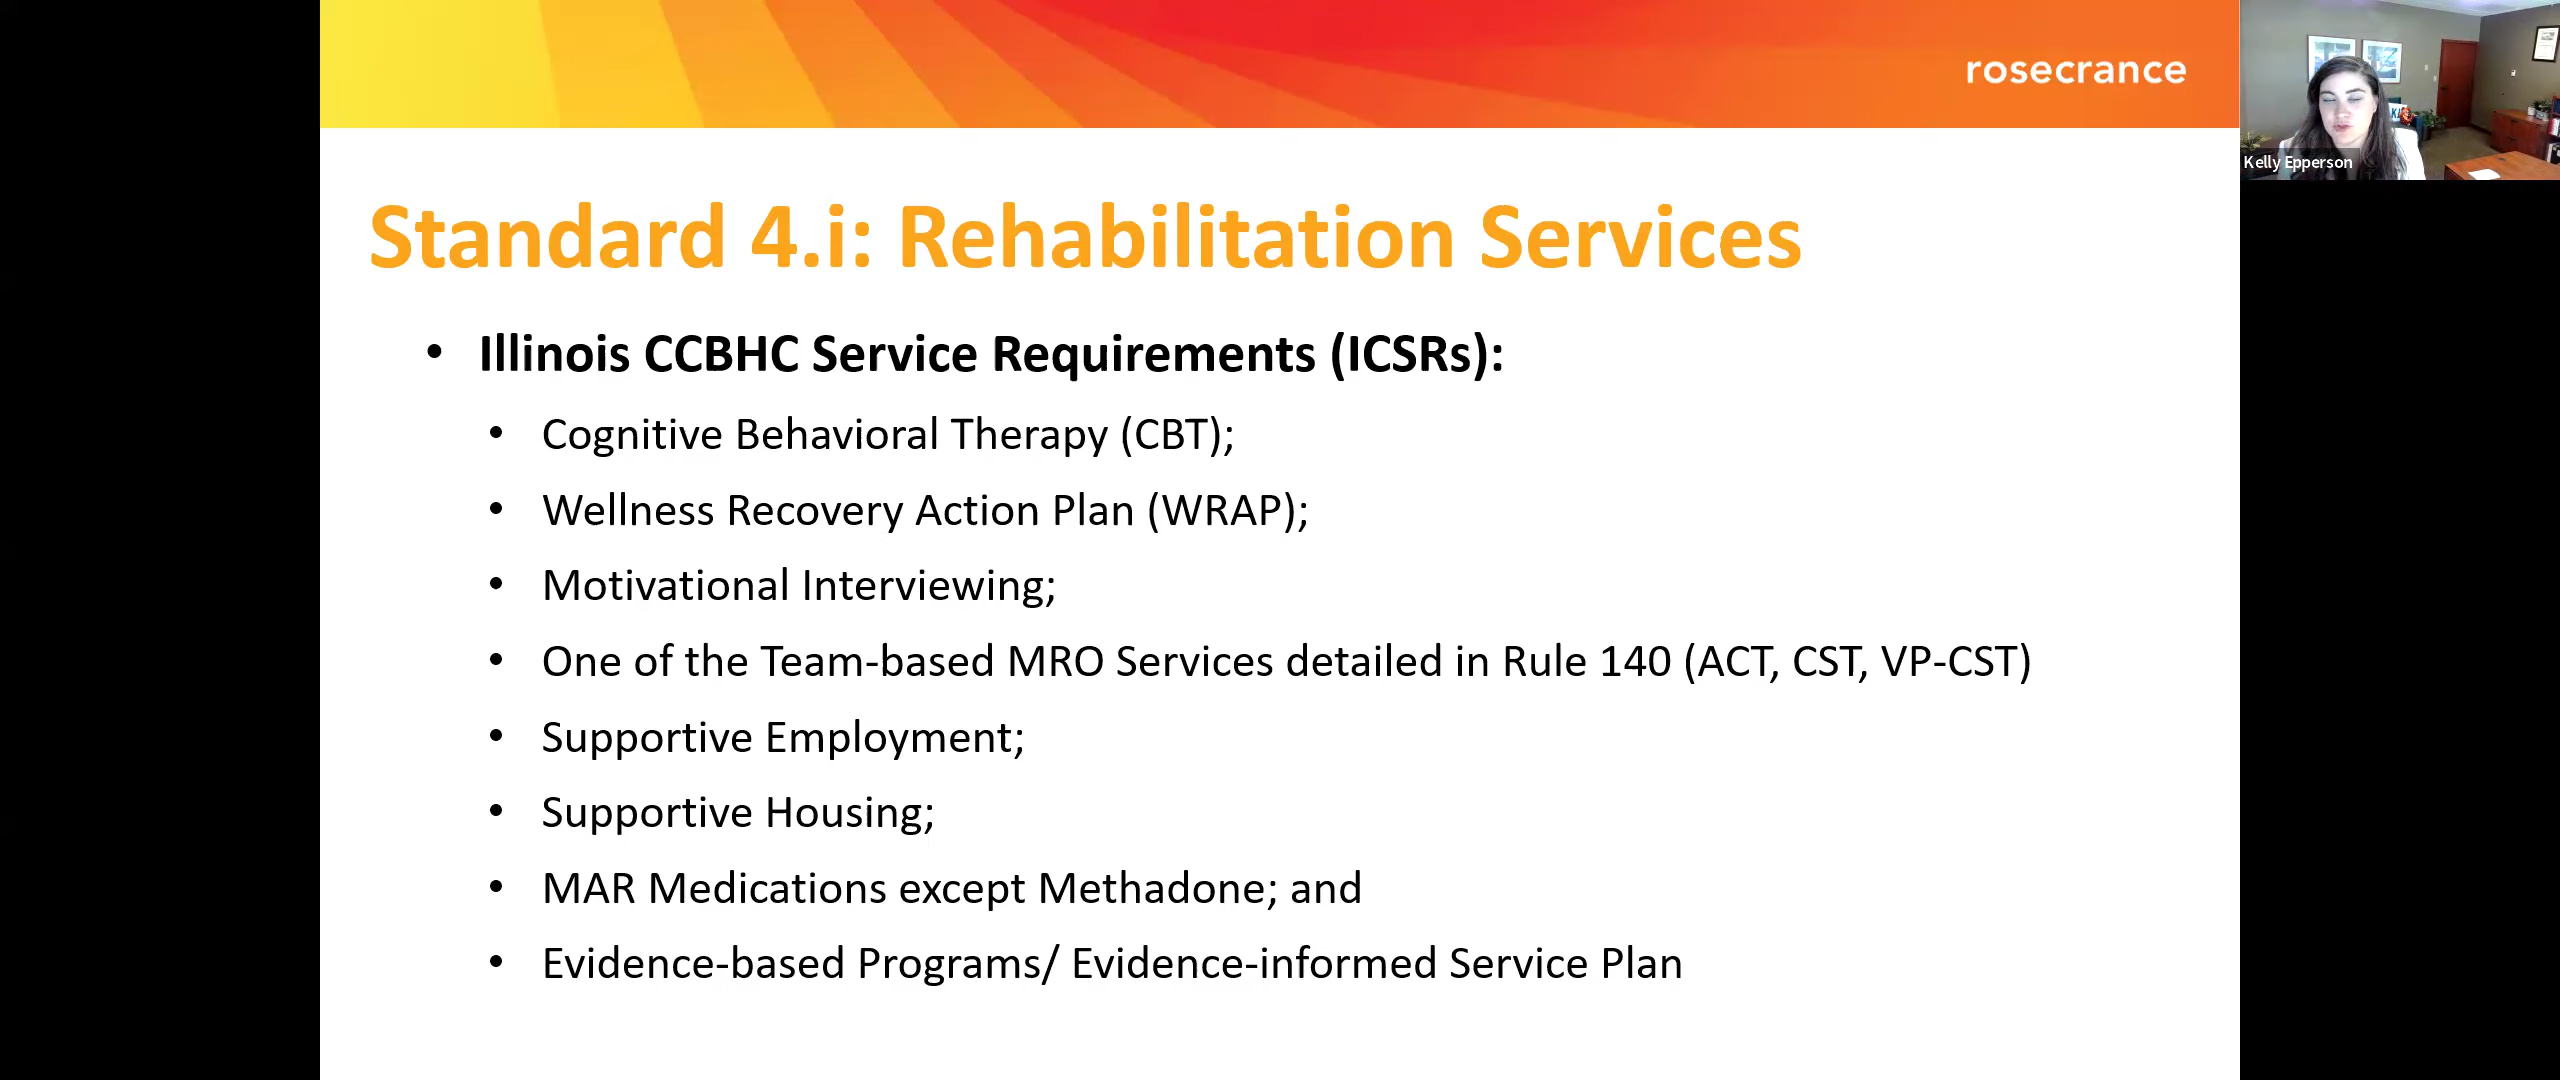 rosecrance
Kelly Epperson
Standard 4.i: Rehabilitation Services
• Illinois CCBHC Service Requirements (ICSRs):
• Cognitive Behavioral Therapy (CBT);
• Wellness Recovery Action Plan (WRAP);
• Motivational Interviewing;
• One of the Team-based MRO Services detailed in Rule 140 (ACT, CST, VP-CST)
• Supportive Employment;
• Supportive Housing;
• MAR Medications except Methadone; and
• Evidence-based Programs/ Evidence-informed Service Plan